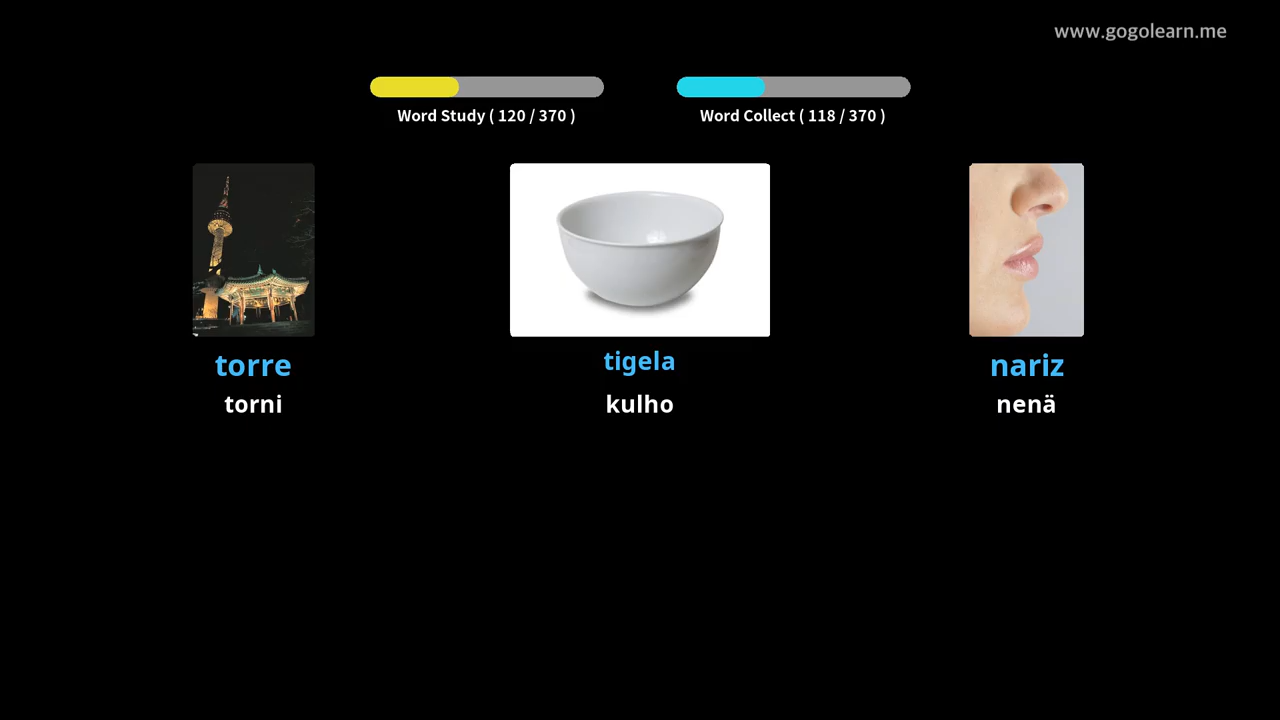 www.gogolearn.me
Word Study ( 120 / 370 )
Word Collect ( 118 / 370 )
torre
tigela
nariz
torni
kulho
nenä